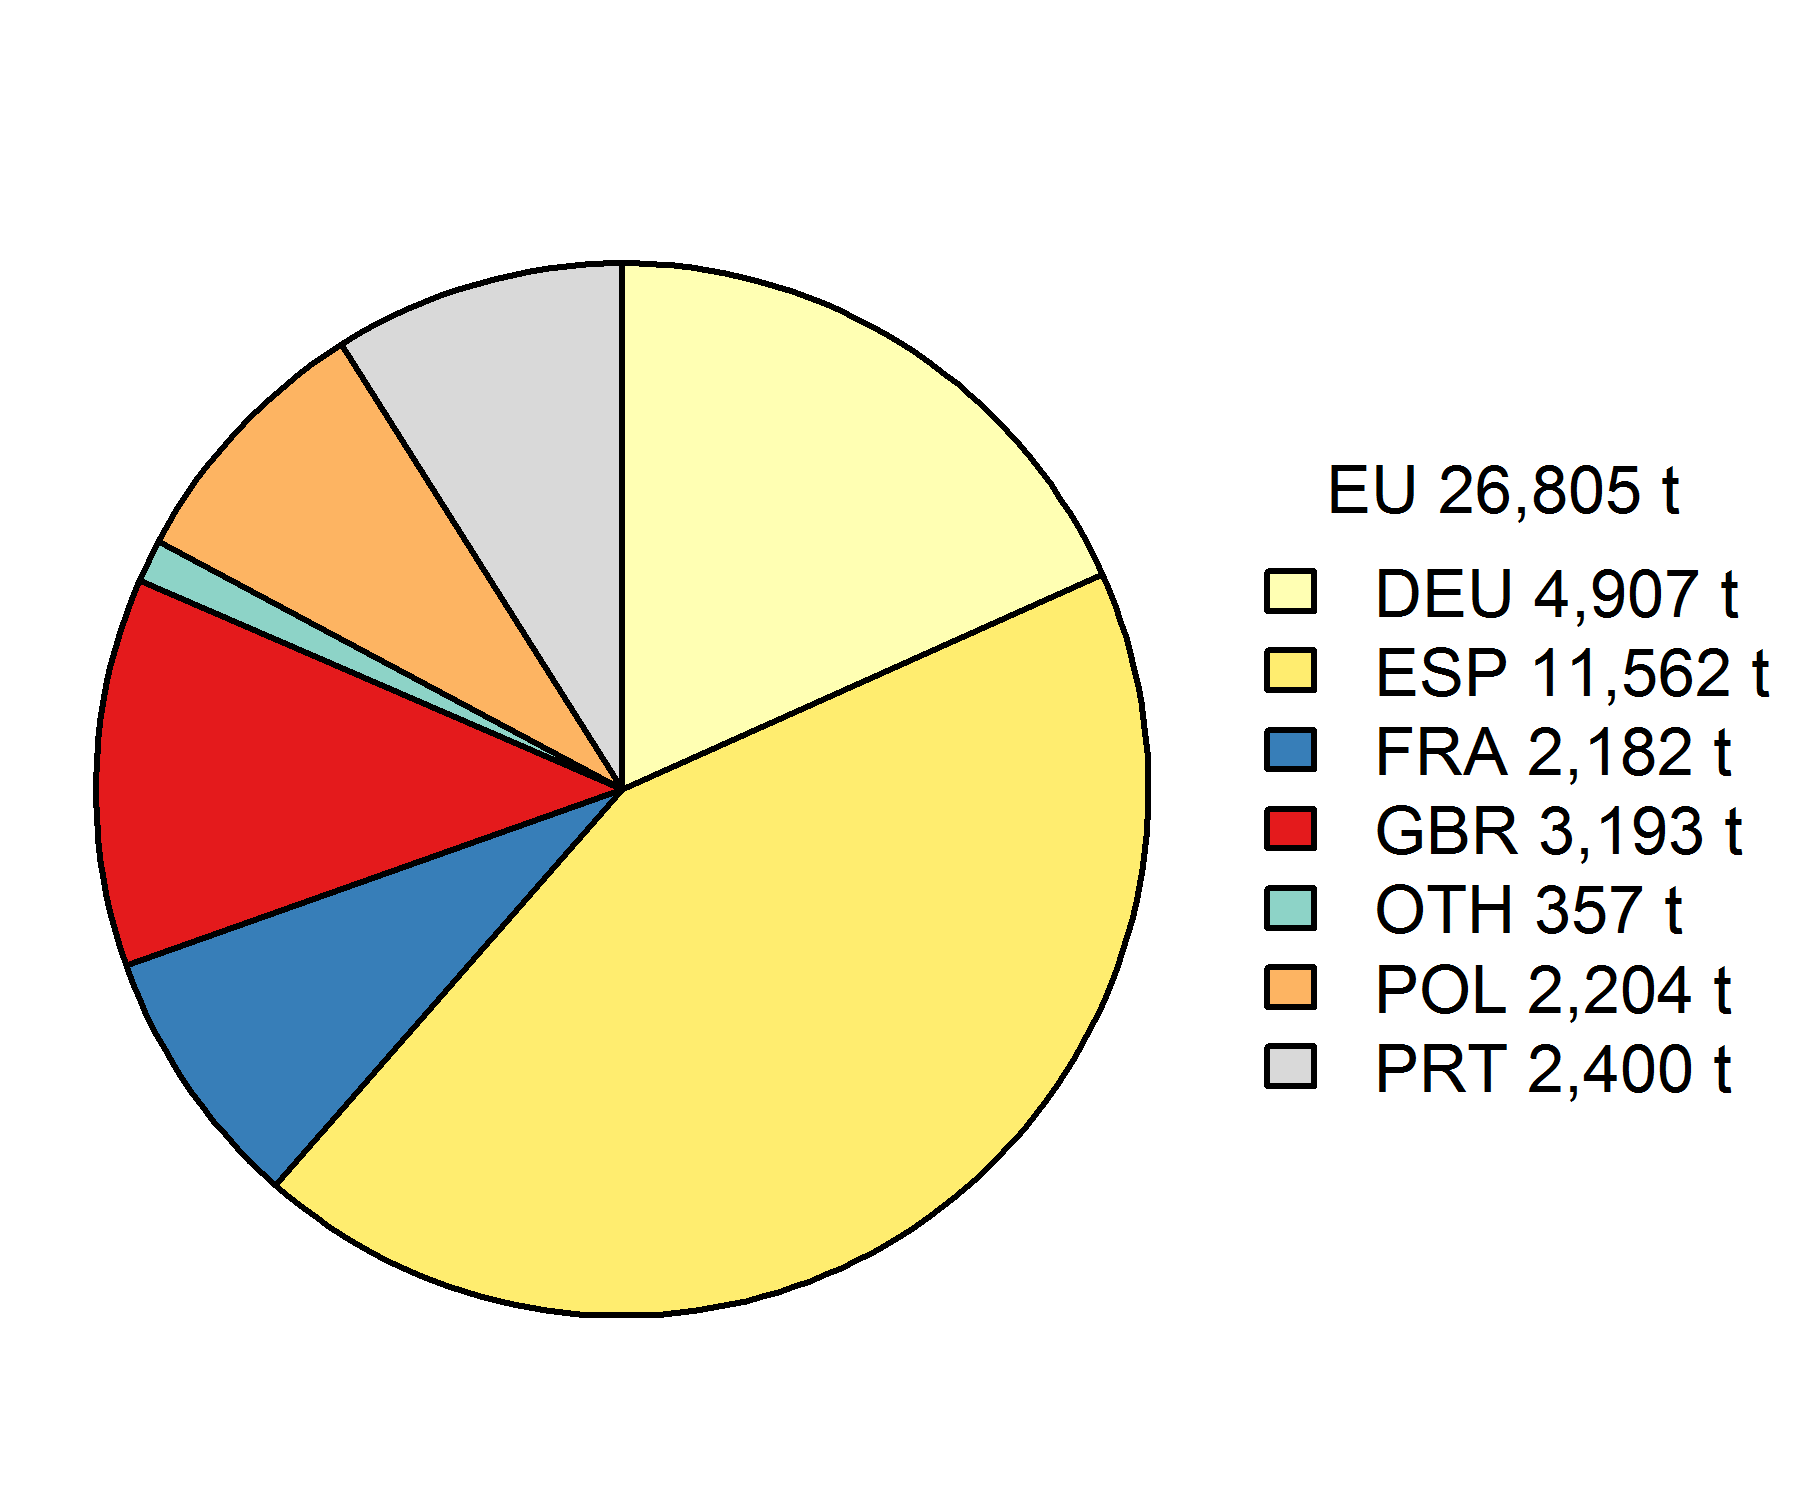 EU 26,805 t
DEU 4,907 t
ESP 11,562 t
FRA 2,182 t
GBR 3,193 t
OTH 357 t
POL 2,204 t
PRT 2,400 t